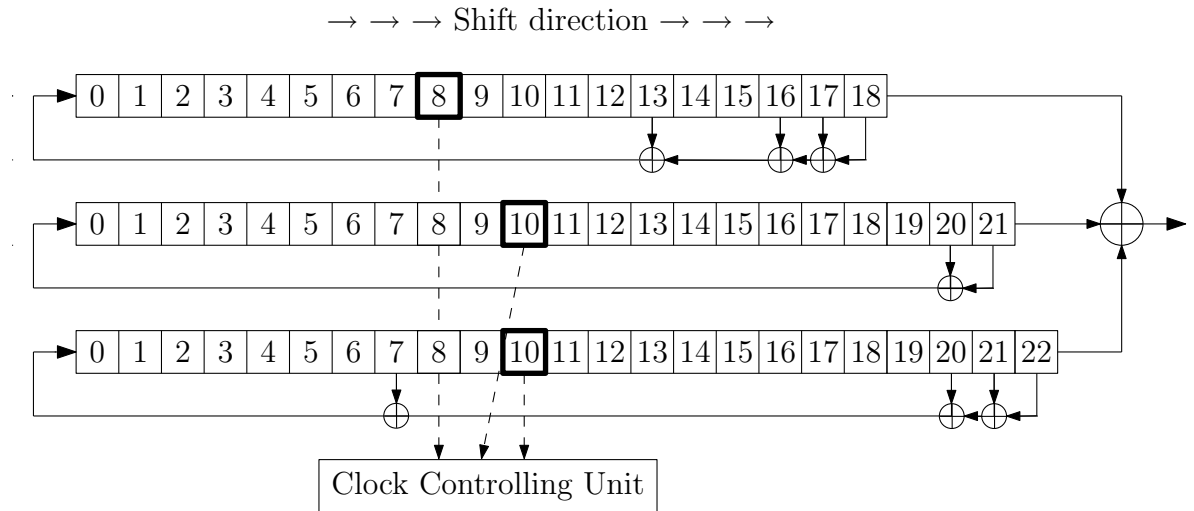 → → → Shift direction → → →
0 1 2 3 4 5 6 7 8 9 10 11 12 13 14 15 16 17 18
0 1 2 3 4 5 6 7 8 9 10 11 12 13 14 15 16 17 18 19 20 21
0 1 2 3 4 5 6 7 8 9 10 11 12 13 14 15 16 17 18 19 20 21 22
Clock Controlling Unit